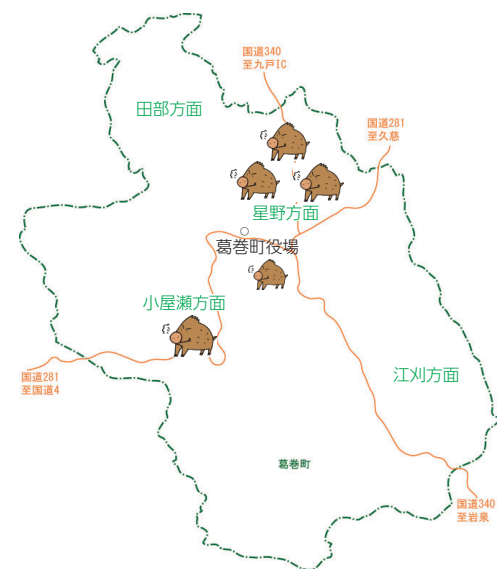 国道340
至九戸IC
田部方面
国道281
至久慈
星野方面
葛巻町役場
小屋瀬方面
国道281
至国道4
江刈方面
葛巻町
国道340
至岩泉